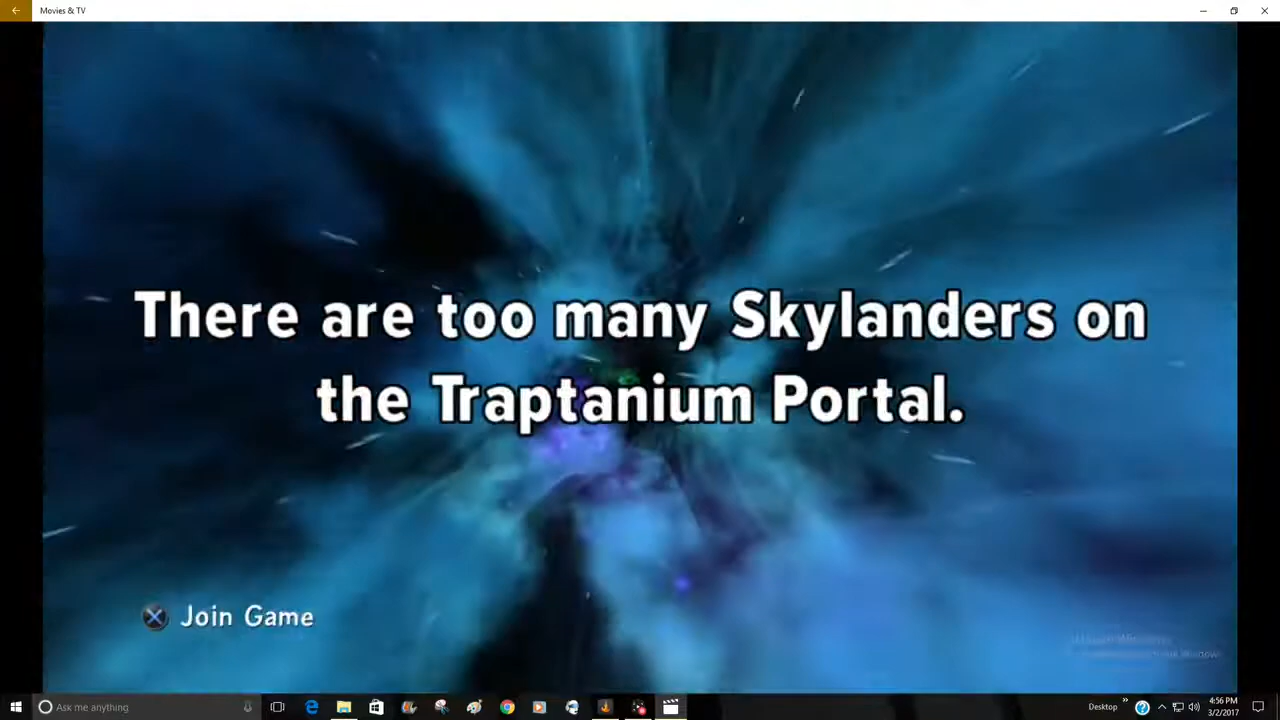 Movies & TV
There are too many Skylanders on
the Traptanium Portal.
Join Game
Ask me anything
Desktop
4:56 PM
3/2/2017